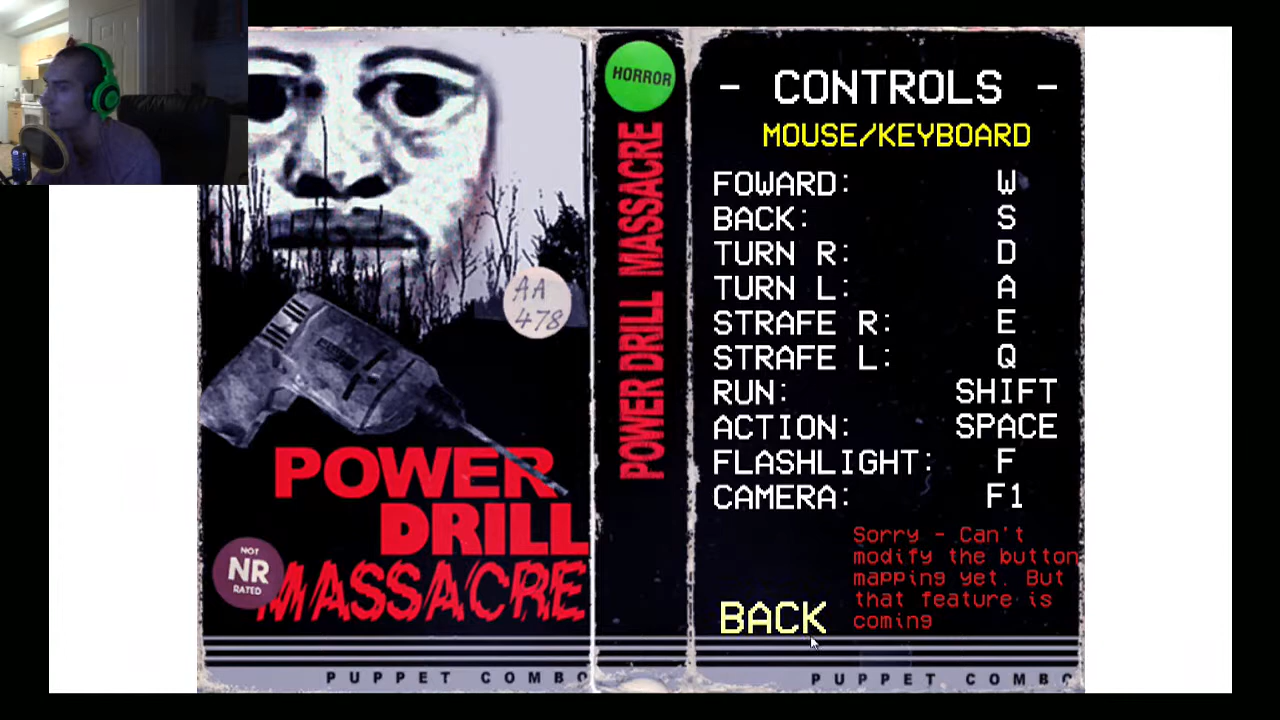 AA
478
POWER
DRILL
MASSACRE
NOT
NR
RATED
PUPPET COMBO
HORROR
POWER DRILL MASSACRE
- CONTROLS -
MOUSE/KEYBOARD
FOWARD: W
BACK: S
TURN R: D
TURN L: A
STRAFE R: E
STRAFE L: Q
RUN: SHIFT
ACTION: SPACE
FLASHLIGHT: F
CAMERA: F1
Sorry - Can't
modify the button
mapping yet. But
that feature is
coming
BACK
PUPPET COMBO